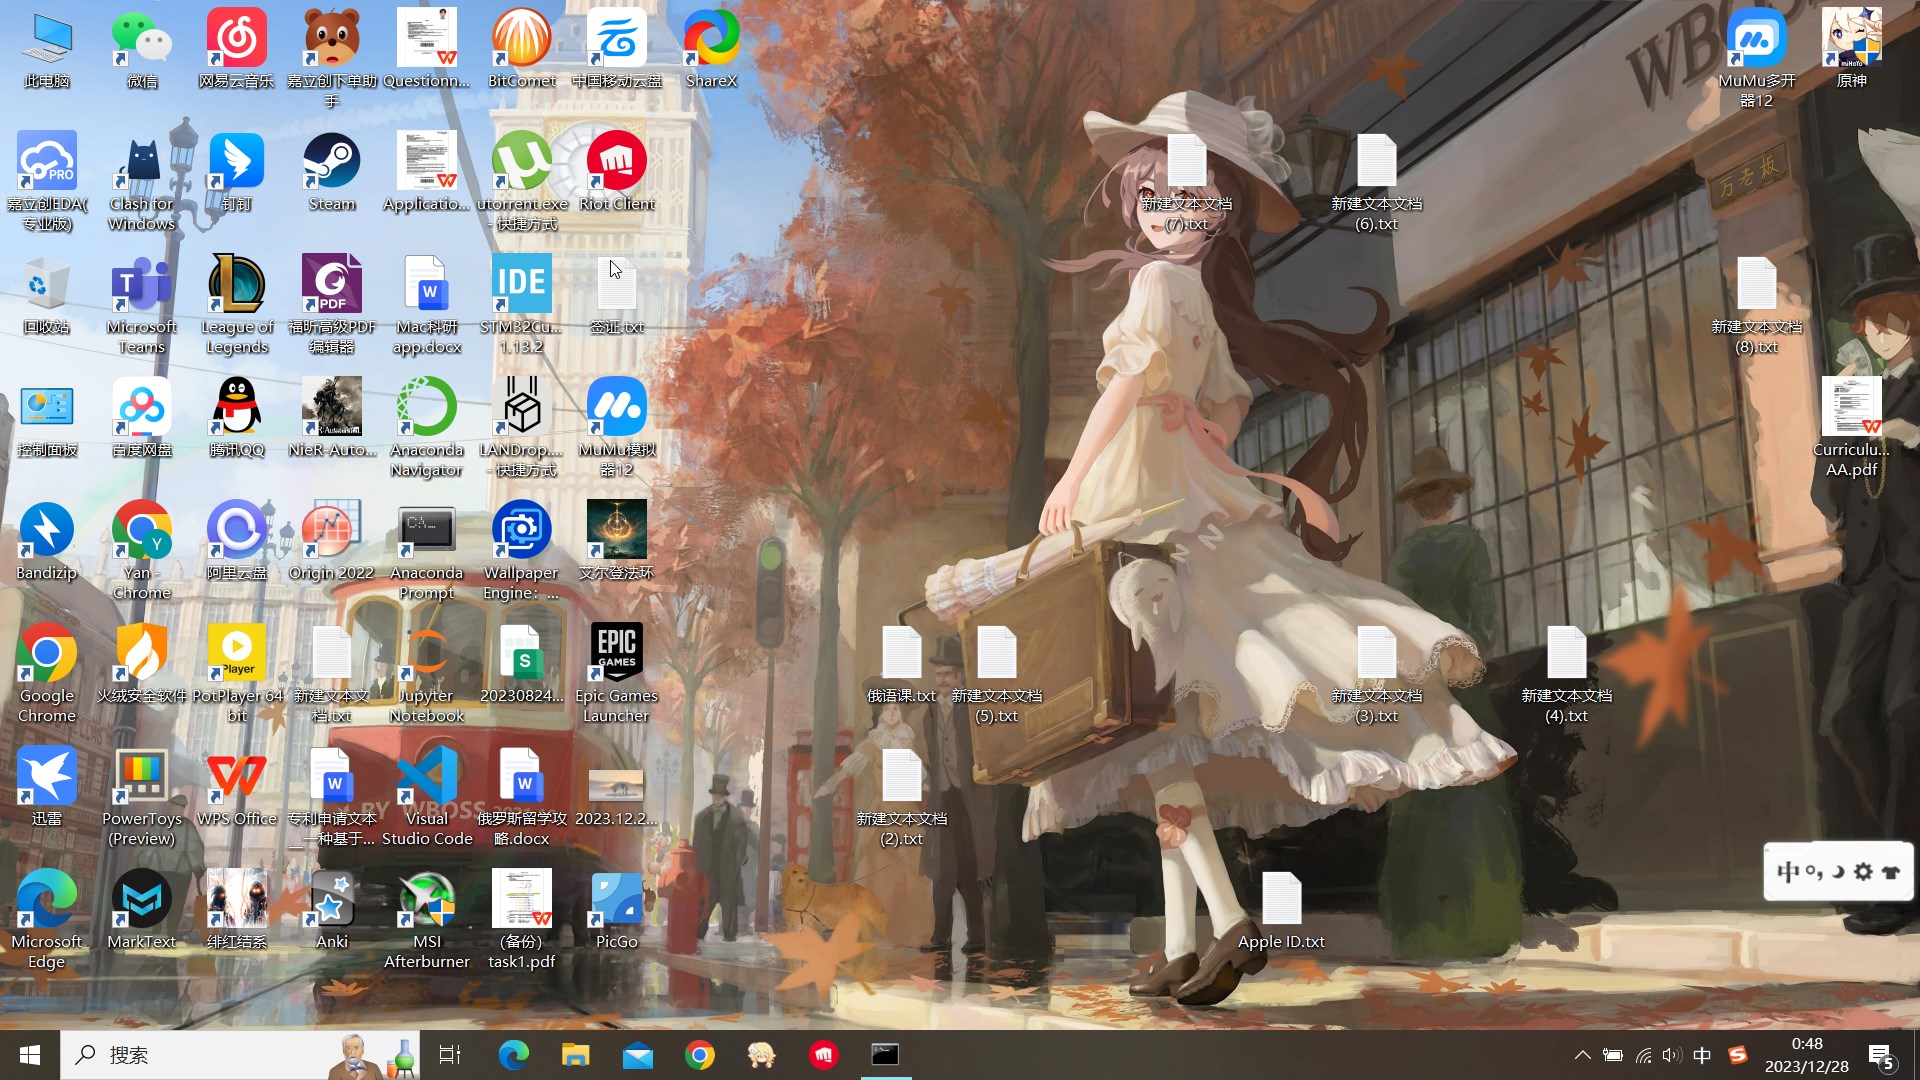 此电脑
微信
网易云音乐
嘉立创下单助
手
Questionn...
BitComet
中国移动云盘
ShareX
MuMu多开
器12
原神
嘉立创EDA(
专业版)
Clash for
Windows
钉钉
Steam
Applicatio...
utorrent.exe
- 快捷方式
Riot Client
新建文本文档
(7).txt
新建文本文档
(6).txt
万老板
回收站
Microsoft
Teams
League of
Legends
福昕高级PDF
编辑器
Mac科研
app.docx
STM32Cu...
1.13.2
签证.txt
新建文本文档
(8).txt
控制面板
百度网盘
腾讯QQ
NieR-Auto...
Anaconda
Navigator
LANDrop....
- 快捷方式
MuMu模拟
器12
Curriculu...
AA.pdf
Bandizip
Yan -
Chrome
阿里云盘
Origin 2022
Anaconda
Prompt
Wallpaper
Engine：...
艾尔登法环
Google
Chrome
火绒安全软件
PotPlayer 64
bit
新建文本文
档.txt
Jupyter
Notebook
20230824...
Epic Games
Launcher
俄语课.txt
新建文本文档
(5).txt
新建文本文档
(3).txt
新建文本文档
(4).txt
迅雷
PowerToys
(Preview)
WPS Office
专利申请文本
__一种基于...
Visual
Studio Code
俄罗斯留学攻
略.docx
2023.12.2...
新建文本文档
(2).txt
BY WBOSS
Microsoft
Edge
MarkText
绯红结系
Anki
MSI
Afterburner
(备份)
task1.pdf
PicGo
Apple ID.txt
中
搜索
中
0:48
2023/12/28
5